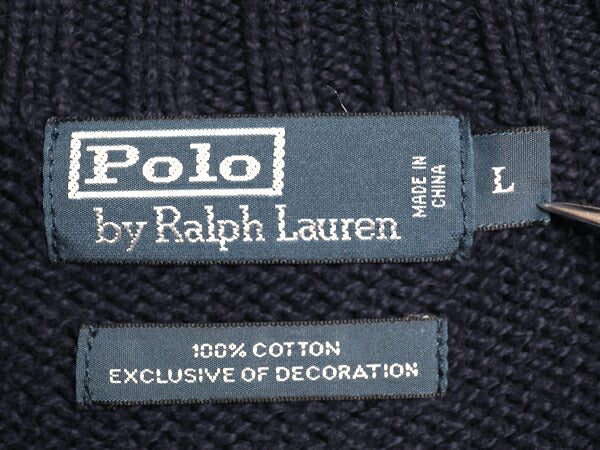 Polo
by Ralph Lauren
MADE IN
CHINA
L
100% COTTON
EXCLUSIVE OF DECORATION